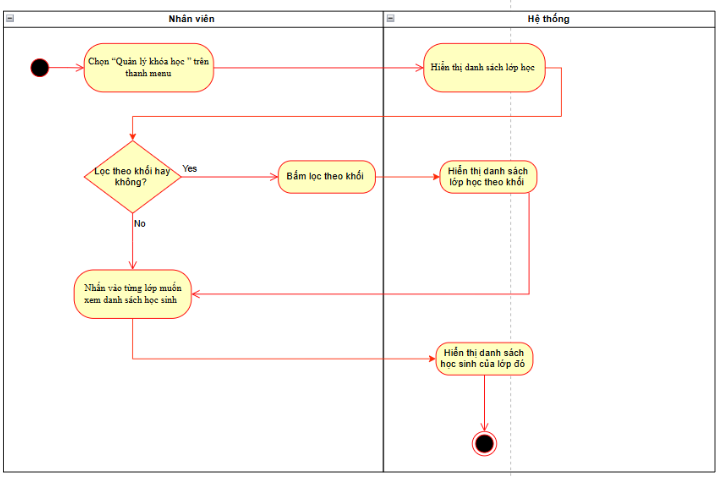 Nhân viên
Hệ thống
Chọn “Quản lý khóa học ” trên
thanh menu
Hiển thị danh sách lớp học
Lọc theo khối hay
không?
Yes
Bấm lọc theo khối
Hiển thị danh sách
lớp học theo khối
No
Nhấn vào từng lớp muốn
xem danh sách học sinh
Hiển thị danh sách
học sinh của lớp đó